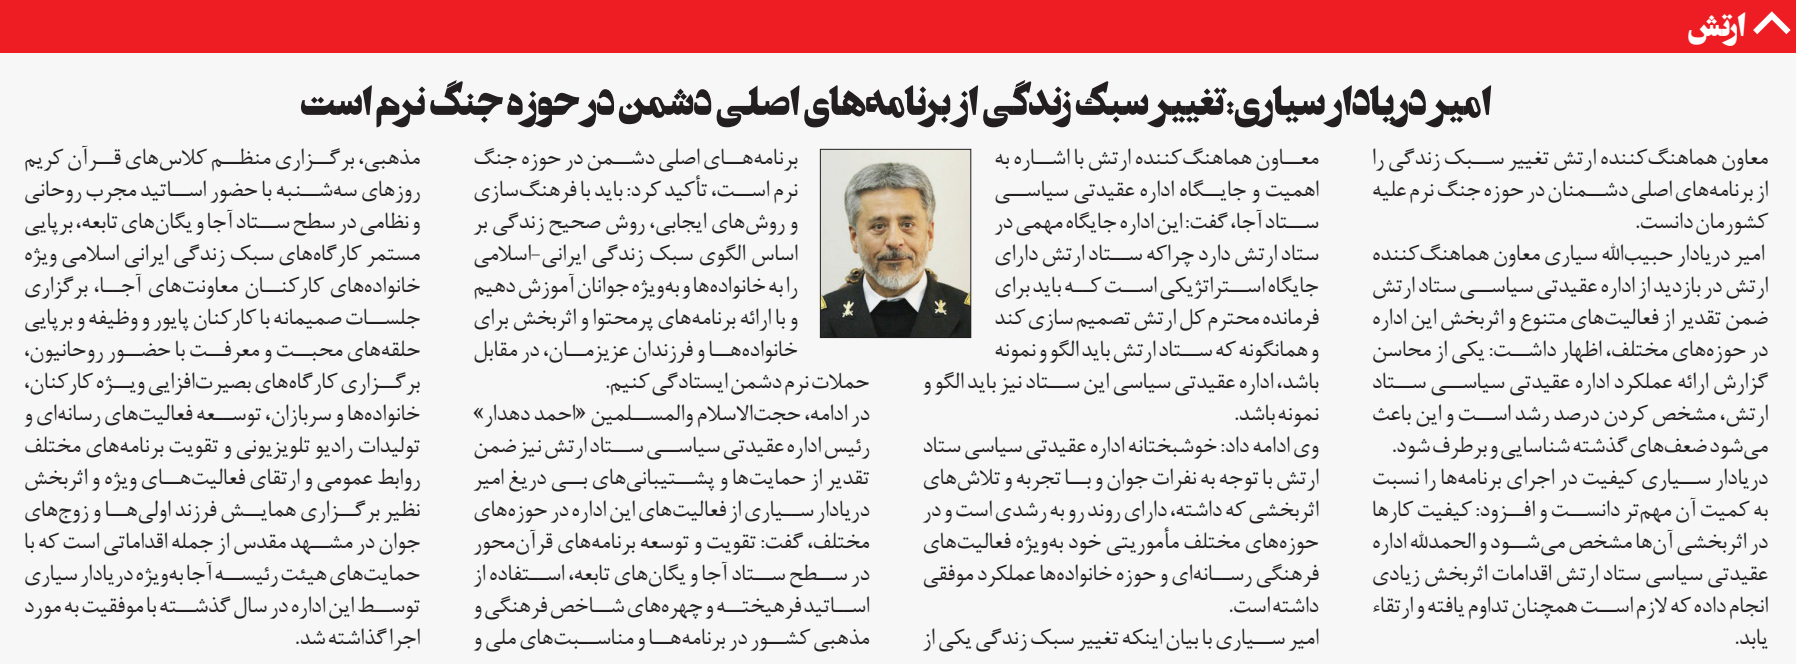 ارتش
امیر دریادار سیاری: تغییر سبک زندگی از برنامه‌های اصلی دشمن در حوزه جنگ نرم است
معاون هماهنگ‌کننده ارتش تغییر سبک زندگی را
از برنامه‌های اصلی دشمنان در حوزه جنگ نرم علیه
کشورمان دانست.
امیر دریادار حبیب‌الله سیاری معاون هماهنگ‌کننده
ارتش در بازدید از اداره عقیدتی سیاسی ستاد ارتش
ضمن تقدیر از فعالیت‌های متنوع و اثربخش این اداره
در حوزه‌های مختلف، اظهار داشت: یکی از محاسن
گزارش ارائه عملکرد اداره عقیدتی سیاسی ستاد
ارتش، مشخص کردن درصد رشد است و این باعث
می‌شود ضعف‌های گذشته شناسایی و برطرف شود.
دریادار سیاری کیفیت در اجرای برنامه‌ها را نسبت
به کمیت آن مهم‌تر دانست و افزود: کیفیت کارها
در اثربخشی آن‌ها مشخص می‌شود و الحمدلله اداره
عقیدتی سیاسی ستاد ارتش اقدامات اثربخش زیادی
انجام داده که لازم است همچنان تداوم یافته و ارتقاء
یابد.
معاون هماهنگ‌کننده ارتش با اشاره به
اهمیت و جایگاه اداره عقیدتی سیاسی
ستاد آجا، گفت: این اداره جایگاه مهمی در
ستاد ارتش دارد چراکه ستاد ارتش دارای
جایگاه استراتژیکی است که باید برای
فرمانده محترم کل ارتش تصمیم سازی کند
و همانگونه که ستاد ارتش باید الگو و نمونه
باشد، اداره عقیدتی سیاسی این ستاد نیز باید الگو و
نمونه باشد.
وی ادامه داد: خوشبختانه اداره عقیدتی سیاسی ستاد
ارتش با توجه به نفرات جوان و با تجربه و تلاش‌های
اثربخشی که داشته، دارای روند رو به رشدی است و در
حوزه‌های مختلف مأموریتی خود به‌ویژه فعالیت‌های
فرهنگی رسانه‌ای و حوزه خانواده‌ها عملکرد موفقی
داشته است.
امیر سیاری با بیان اینکه تغییر سبک زندگی یکی از
برنامه‌های اصلی دشمن در حوزه جنگ
نرم است، تأکید کرد: باید با فرهنگ‌سازی
و روش‌های ایجابی، روش صحیح زندگی بر
اساس الگوی سبک زندگی ایرانی-اسلامی
را به خانواده‌ها و به‌ویژه جوانان آموزش دهیم
و با ارائه برنامه‌های پرمحتوا و اثربخش برای
خانواده‌ها و فرزندان عزیزمان، در مقابل
حملات نرم دشمن ایستادگی کنیم.
در ادامه، حجت‌الاسلام والمسلمین «احمد دهدار»
رئیس اداره عقیدتی سیاسی ستاد ارتش نیز ضمن
تقدیر از حمایت‌ها و پشتیبانی‌های بی دریغ امیر
دریادار سیاری از فعالیت‌های این اداره در حوزه‌های
مختلف، گفت: تقویت و توسعه برنامه‌های قرآن‌محور
در سطح ستاد آجا و یگان‌های تابعه، استفاده از
اساتید فرهیخته و چهره‌های شاخص فرهنگی و
مذهبی کشور در برنامه‌ها و مناسبت‌های ملی و
مذهبی، برگزاری منظم کلاس‌های قرآن کریم
روزهای سه‌شنبه با حضور اساتید مجرب روحانی
و نظامی در سطح ستاد آجا و یگان‌های تابعه، برپایی
مستمر کارگاه‌های سبک زندگی ایرانی اسلامی ویژه
خانواده‌های کارکنان معاونت‌های آجا، برگزاری
جلسات صمیمانه با کارکنان پایور و وظیفه و برپایی
حلقه‌های محبت و معرفت با حضور روحانیون،
برگزاری کارگاه‌های بصیرت‌افزایی ویژه کارکنان،
خانواده‌ها و سربازان، توسعه فعالیت‌های رسانه‌ای و
تولیدات رادیو تلویزیونی و تقویت برنامه‌های مختلف
روابط عمومی و ارتقای فعالیت‌های ویژه و اثربخش
نظیر برگزاری همایش فرزند اولی‌ها و زوج‌های
جوان در مشهد مقدس از جمله اقداماتی است که با
حمایت‌های هیئت رئیسه آجا به‌ویژه دریادار سیاری
توسط این اداره در سال گذشته با موفقیت به مورد
اجرا گذاشته شد.